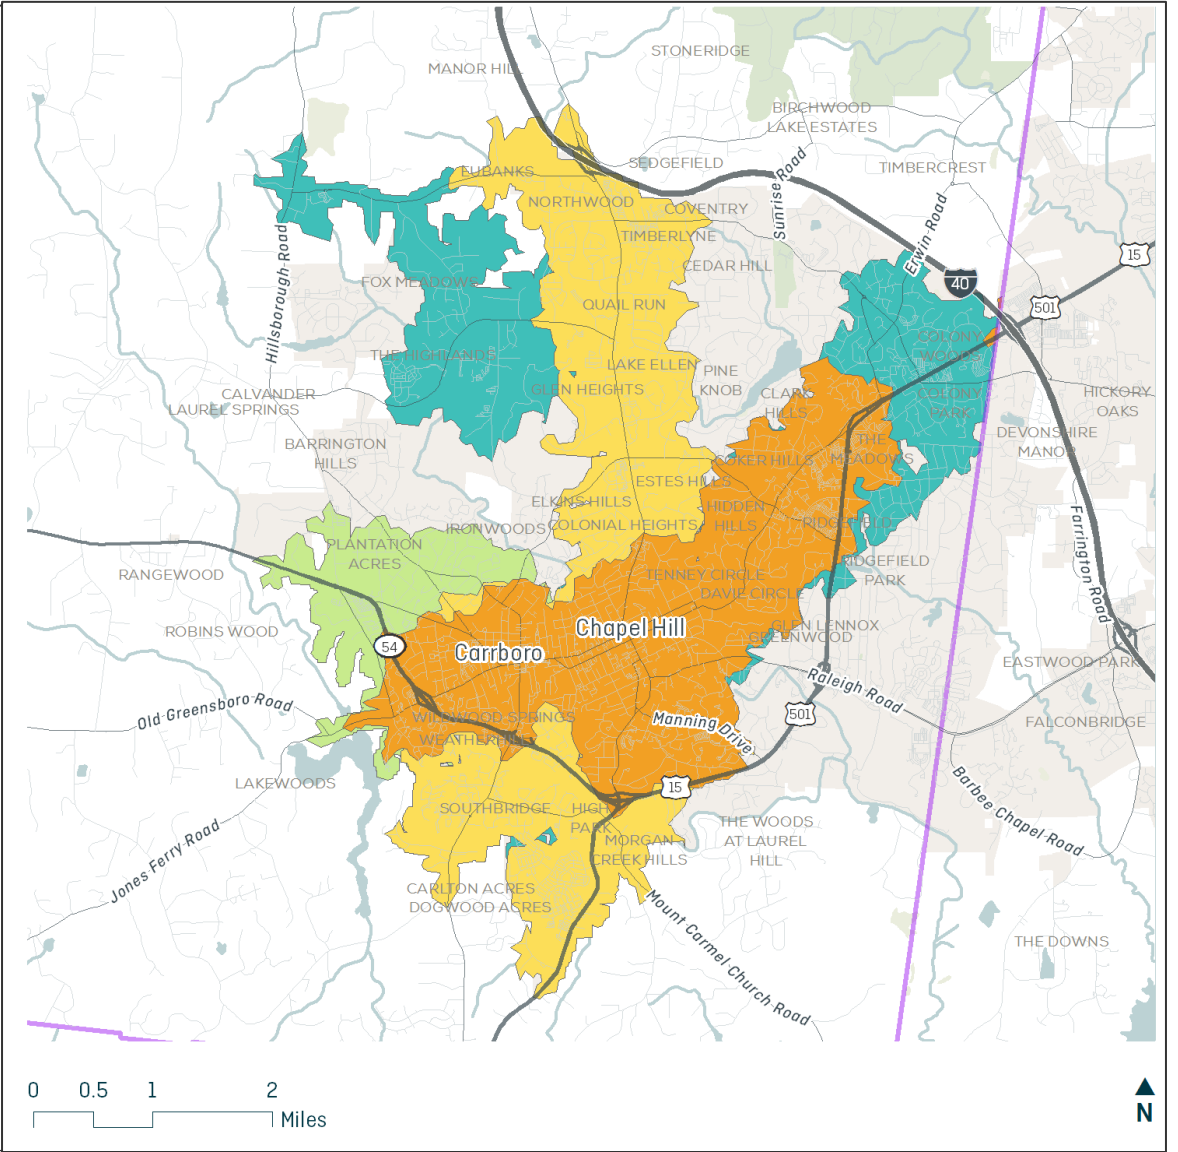 STONERIDGE
MANOR HILL
BIRCHWOOD
LAKE ESTATES
SEDGEFIELD
TIMBERCREST
EUBANKS
Sunrise Road
NORTHWOOD
COVENTRY
Erwin Road
TIMBERLYNE
15
CEDAR HILL
Hillsborough Road
FOX MEADOWS
40
QUAIL RUN
501
COLONY
WOODS
THE HIGHLANDS
LAKE ELLEN
PINE
KNOB
GLEN HEIGHTS
CALVANDER
LAUREL SPRINGS
CLARK
HILLS
COLONY
PARK
HICKORY
OAKS
BARRINGTON
HILLS
THE
MEADOWS
DEVONSHIRE
MANOR
COKER HILLS
ESTES HILLS
ELKINS HILLS
HIDDEN
HILLS
IRONWOODS
COLONIAL HEIGHTS
RIDGEFIELD
Farrington Road
PLANTATION
ACRES
RANGEWOOD
TENNEY CIRCLE
RIDGEFIELD
PARK
DAVIE CIRCLE
ROBINS WOOD
Chapel Hill
GLEN LENNOX
GREENWOOD
54
Carrboro
EASTWOOD PARK
Raleigh Road
Old Greensboro Road
WILDWOOD SPRINGS
Manning Drive
501
FALCONBRIDGE
WEATHERHILL
LAKEWOODS
15
Barbee Chapel Road
SOUTHBRIDGE
HIGH
PARK
THE WOODS
AT LAUREL
HILL
MORGAN
CREEK HILLS
Jones Ferry Road
CARLTON ACRES
DOGWOOD ACRES
Mount Carmel Church Road
THE DOWNS
0 0.5 1 2
Miles
N